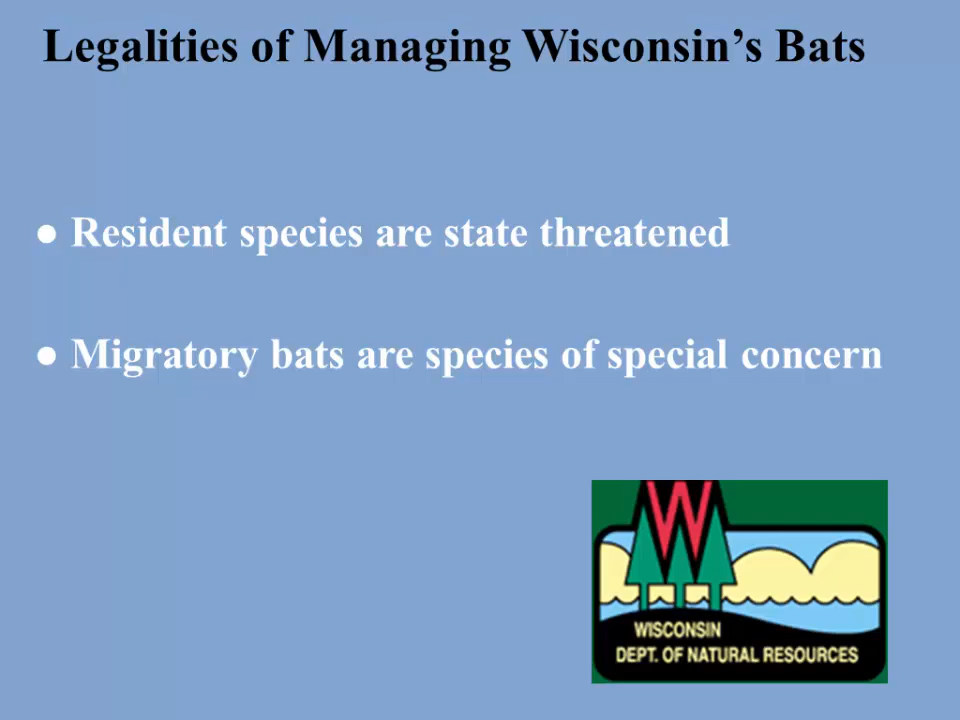 Legalities of Managing Wisconsin’s Bats
● Resident species are state threatened
● Migratory bats are species of special concern
W
WISCONSIN
DEPT. OF NATURAL RESOURCES